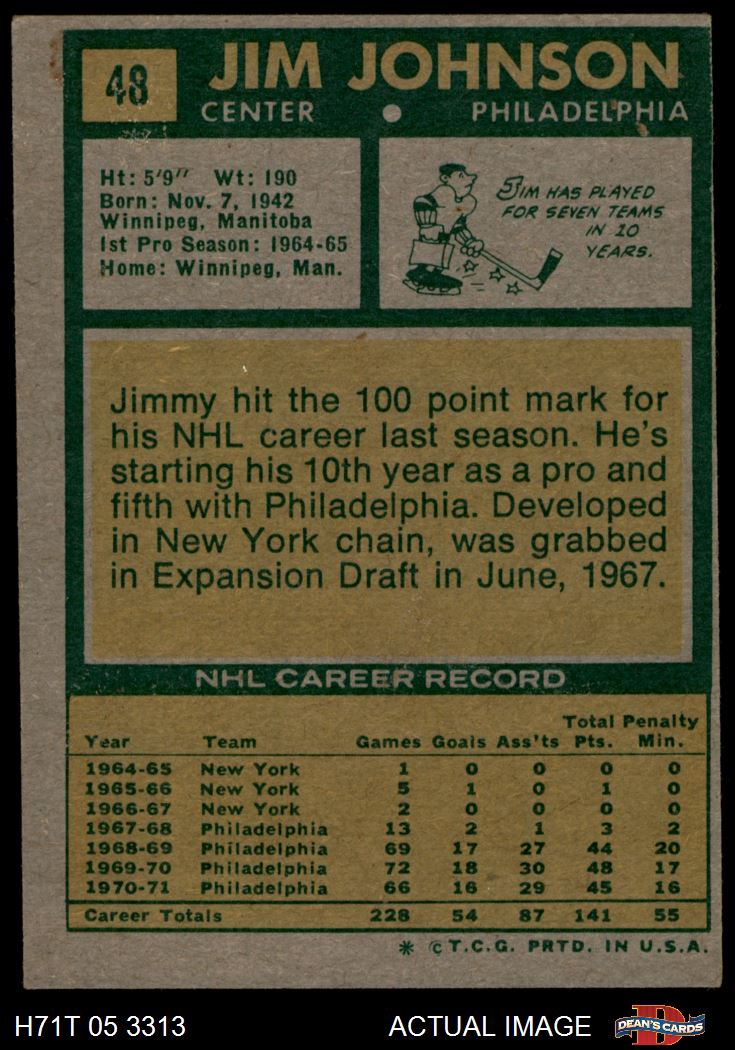 48
JIM JOHNSON
CENTER ● PHILADELPHIA
Ht: 5'9" Wt: 190
Born: Nov. 7, 1942
Winnipeg, Manitoba
1st Pro Season: 1964-65
Home: Winnipeg, Man.
JIM HAS PLAYED
FOR SEVEN TEAMS
IN 10
YEARS.
Jimmy hit the 100 point mark for
his NHL career last season. He's
starting his 10th year as a pro and
fifth with Philadelphia. Developed
in New York chain, was grabbed
in Expansion Draft in June, 1967.
NHL CAREER RECORD
Total Penalty
Year Team Games Goals Ass'ts Pts. Min.
1964-65 New York 1 0 0 0 0
1965-66 New York 5 1 0 1 0
1966-67 New York 2 0 0 0 0
1967-68 Philadelphia 13 2 1 3 2
1968-69 Philadelphia 69 17 27 44 20
1969-70 Philadelphia 72 18 30 48 17
1970-71 Philadelphia 66 16 29 45 16
Career Totals 228 54 87 141 55
* © T.C.G. PRTD. IN U.S.A.
H71T 05 3313 ACTUAL IMAGE
D
DEAN'S CARDS